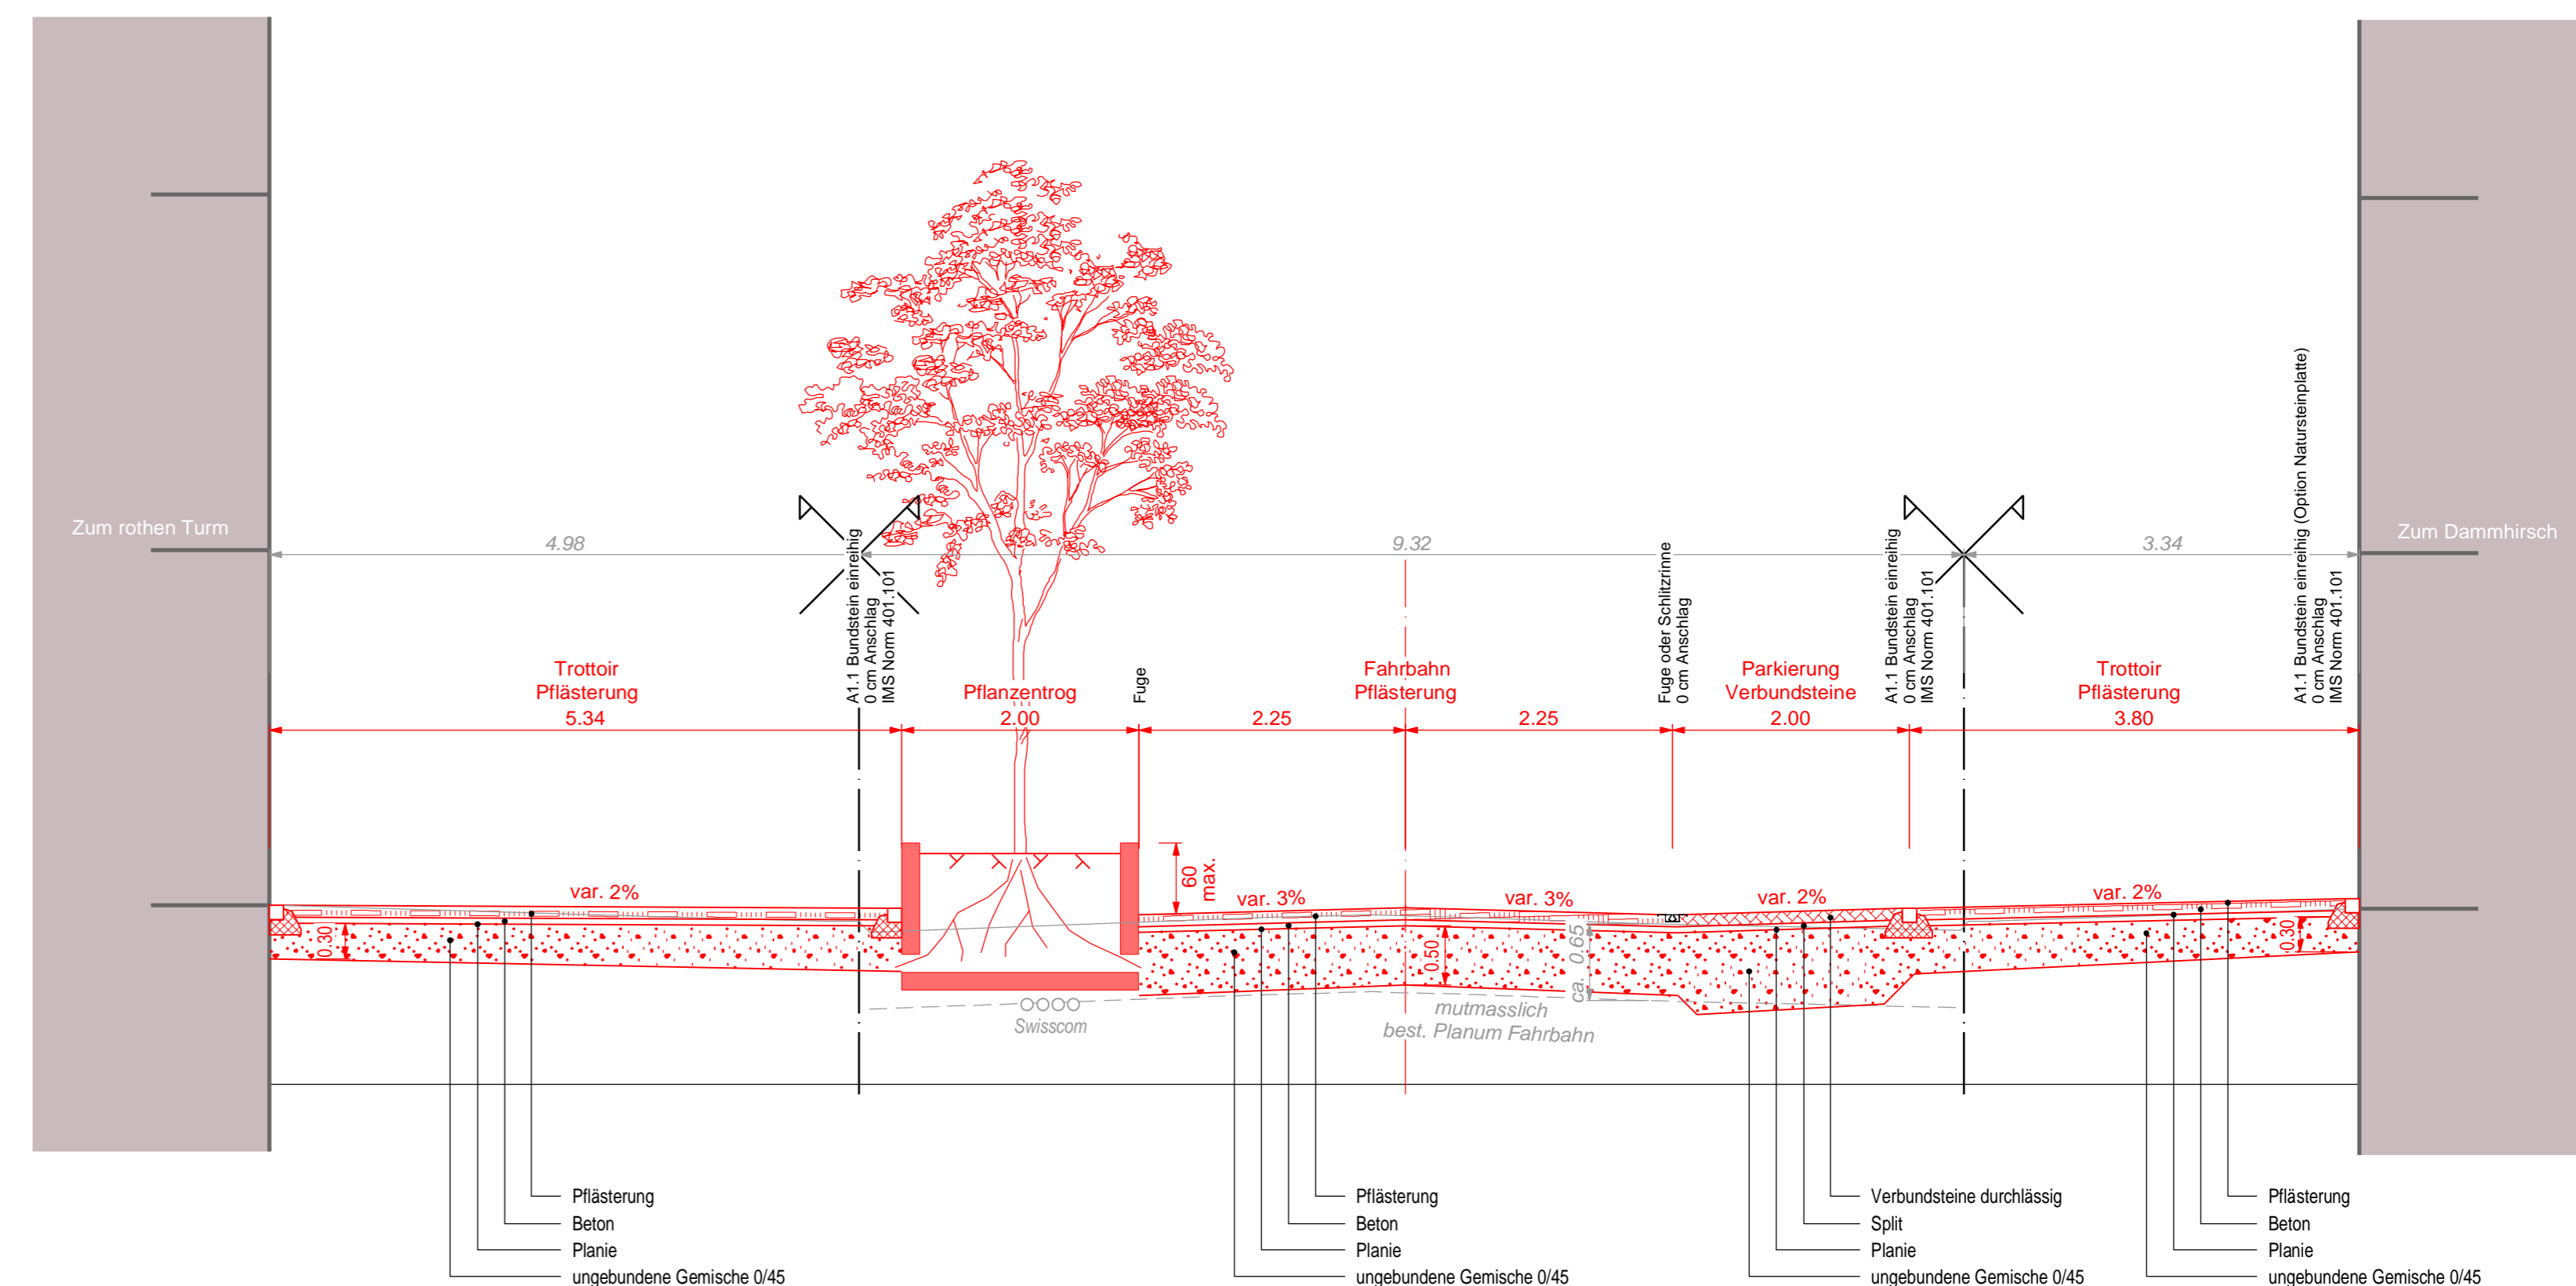 Zum rothen Turm
Zum Dammhirsch
4.98
9.32
3.34
A1.1 Bundstein einreihig
0 cm Anschlag
IMS Norm 401.101
Fuge
Fuge oder Schlitzrinne
0 cm Anschlag
A1.1 Bundstein einreihig
0 cm Anschlag
IMS Norm 401.101
A1.1 Bundstein einreihig (Option Natursteinplatte)
0 cm Anschlag
IMS Norm 401.101
Trottoir
Pflästerung
5.34
Pflanzentrog
2.00
Fahrbahn
Pflästerung
2.25
2.25
Parkierung
Verbundsteine
2.00
Trottoir
Pflästerung
3.80
60
max.
var. 2%
var. 3%
var. 3%
var. 2%
var. 2%
0.30
0.50
ca. 0.65
0.30
Swisscom
mutmasslich
best. Planum Fahrbahn
Pflästerung
Beton
Planie
ungebundene Gemische 0/45
Pflästerung
Beton
Planie
ungebundene Gemische 0/45
Verbundsteine durchlässig
Split
Planie
ungebundene Gemische 0/45
Pflästerung
Beton
Planie
ungebundene Gemische 0/45